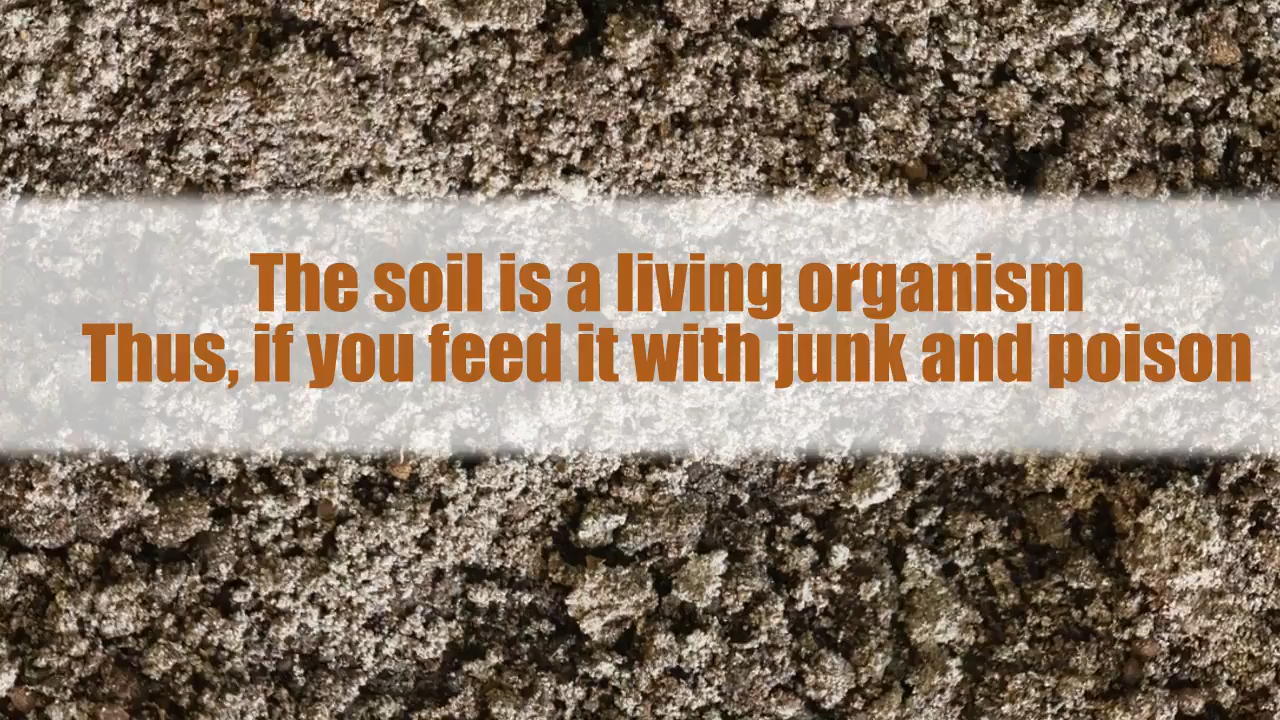 The soil is a living organism
Thus, if you feed it with junk and poison